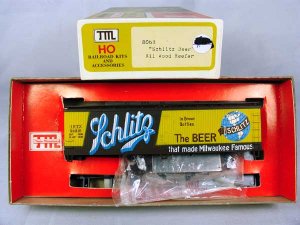 TM
HO
RAILROAD KITS
AND
ACCESSORIES
"Schlitz Beer"
All Wood Reefer
TM
Schlitz
In Brown
Bottles
The BEER
that made Milwaukee Famous
SCHLITZ